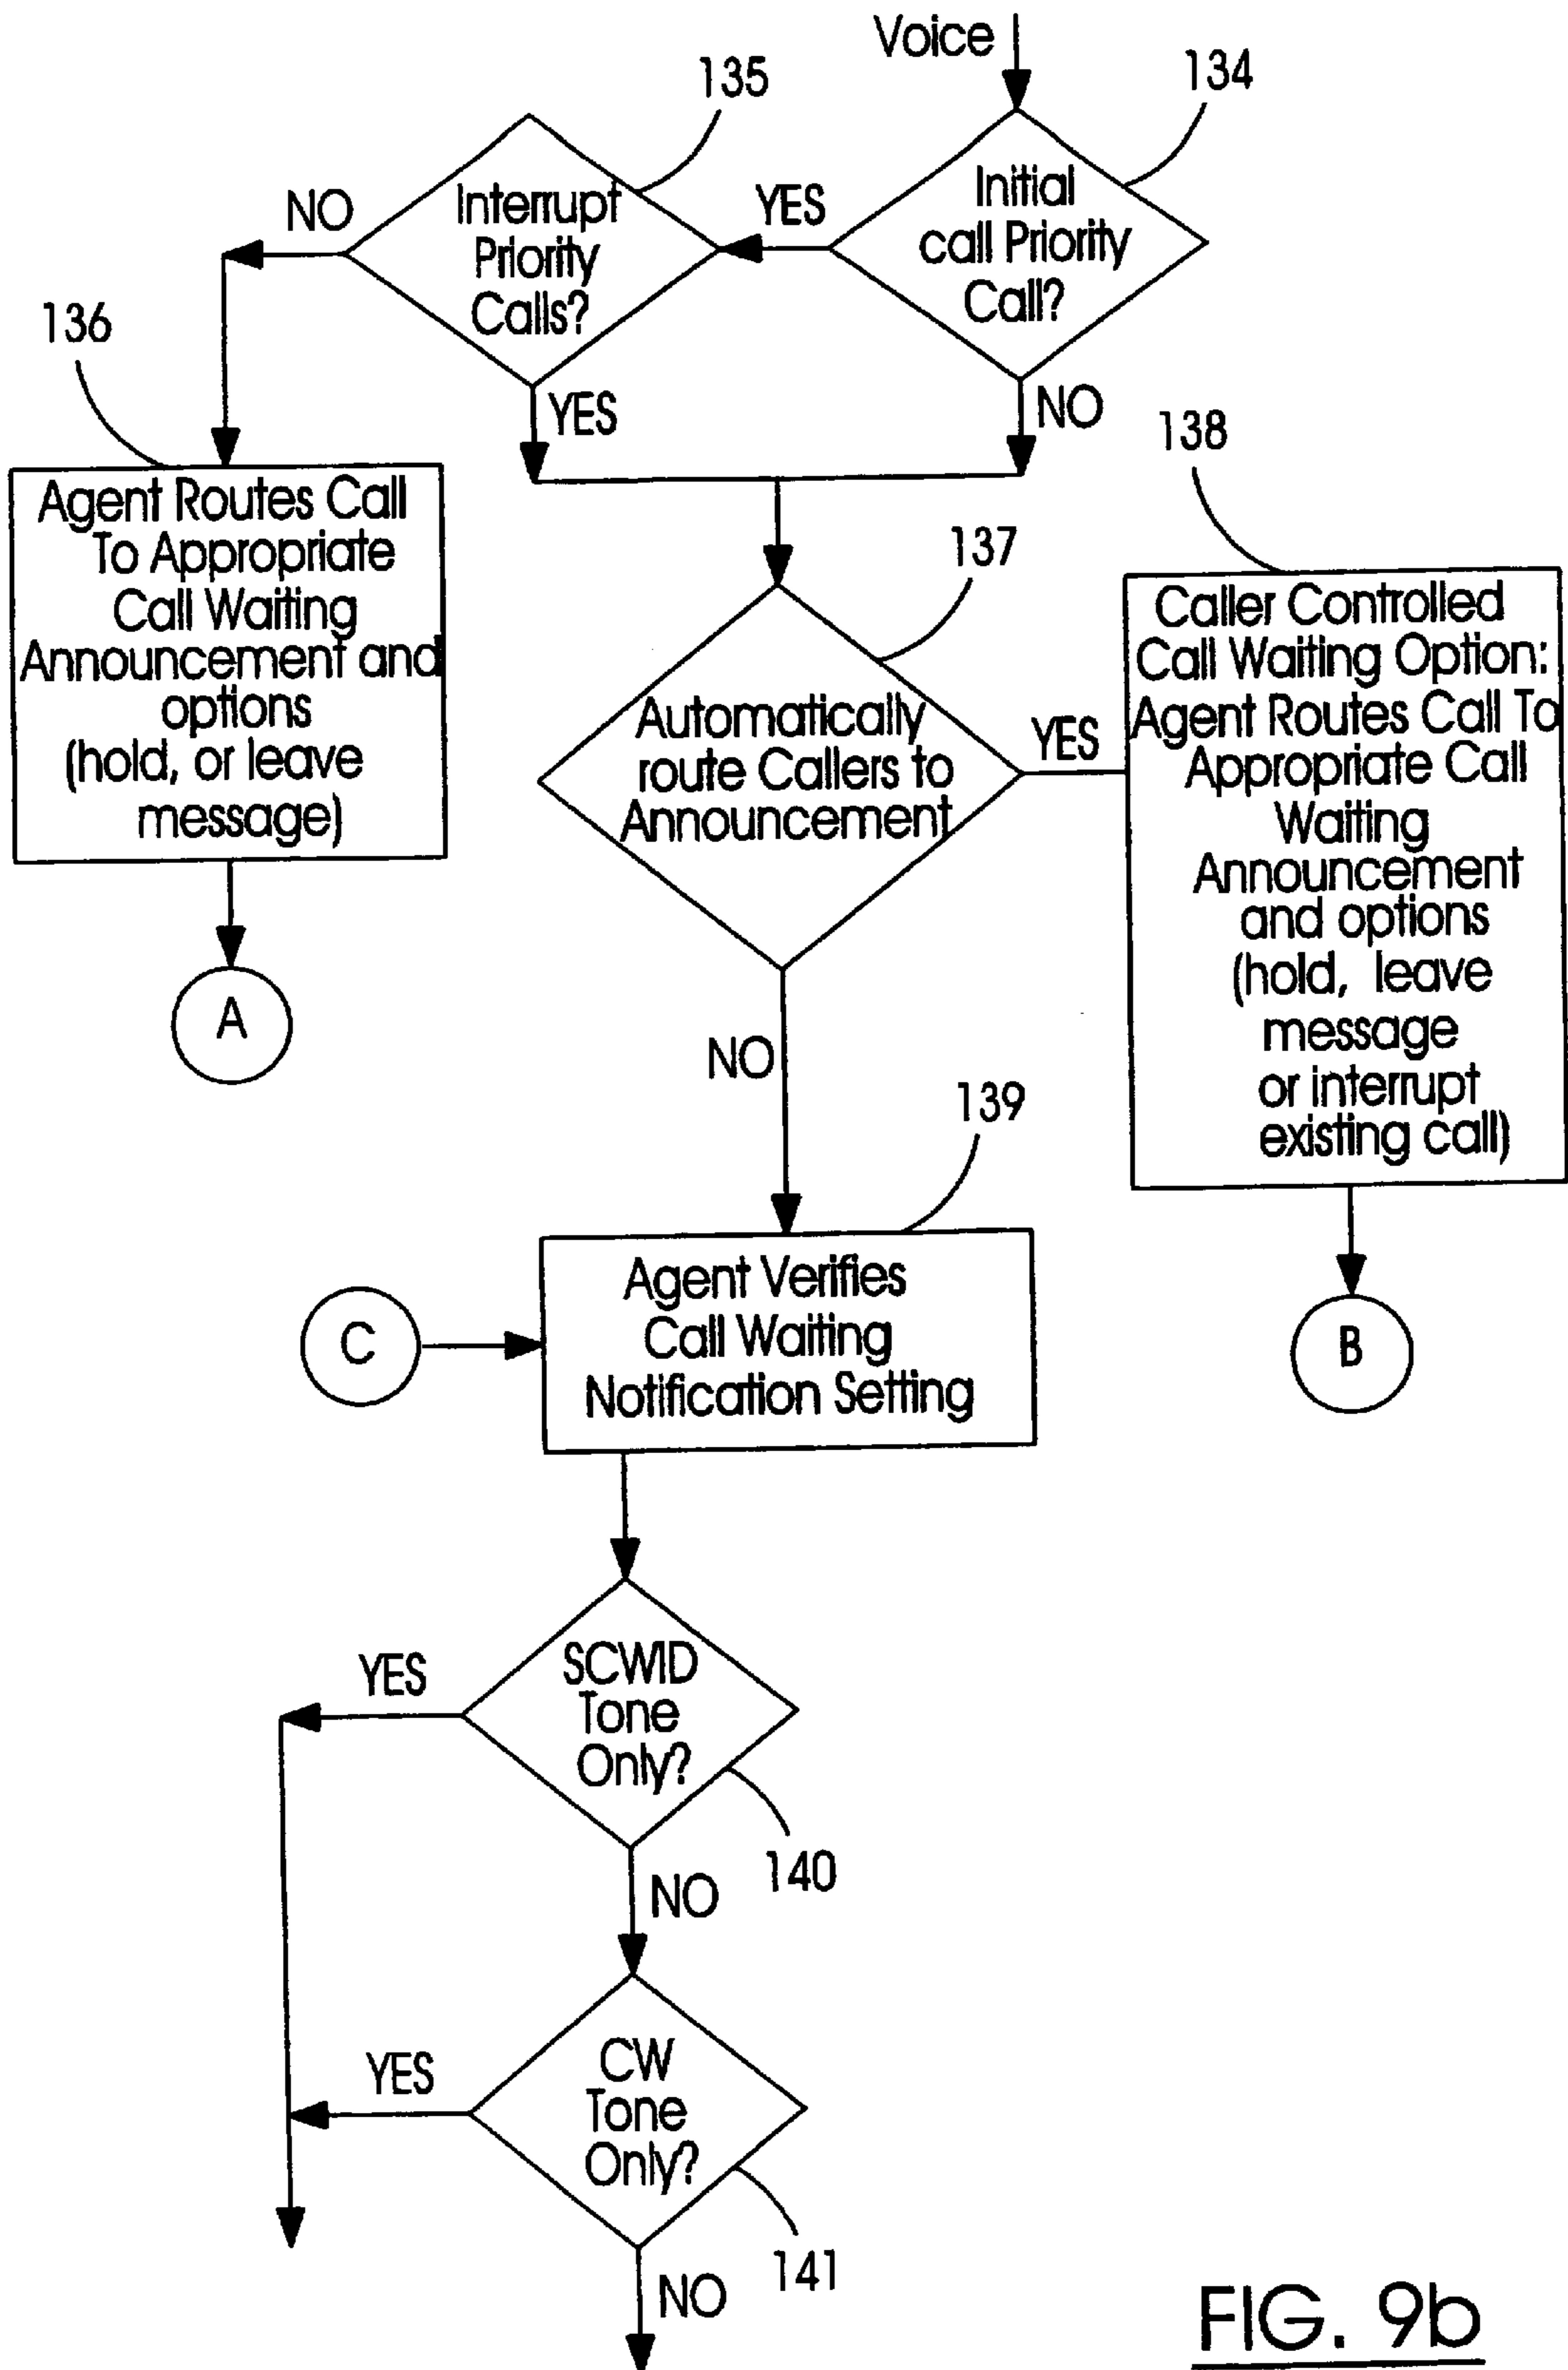 Voice
134
135
Initial
call Priority
Call?
YES
Interrupt
Priority
Calls?
NO
YES
NO
136
Agent Routes Call
To Appropriate
Call Waiting
Announcement and
options
(hold, or leave
message)
A
137
Automatically
route Callers to
Announcement
YES
138
Caller Controlled
Call Waiting Option:
Agent Routes Call To
Appropriate Call
Waiting
Announcement
and options
(hold, leave
message
or interrupt
existing call)
B
NO
139
C
Agent Verifies
Call Waiting
Notification Setting
SCWID
Tone
Only?
YES
140
NO
CW
Tone
Only?
YES
141
NO
FIG. 9b